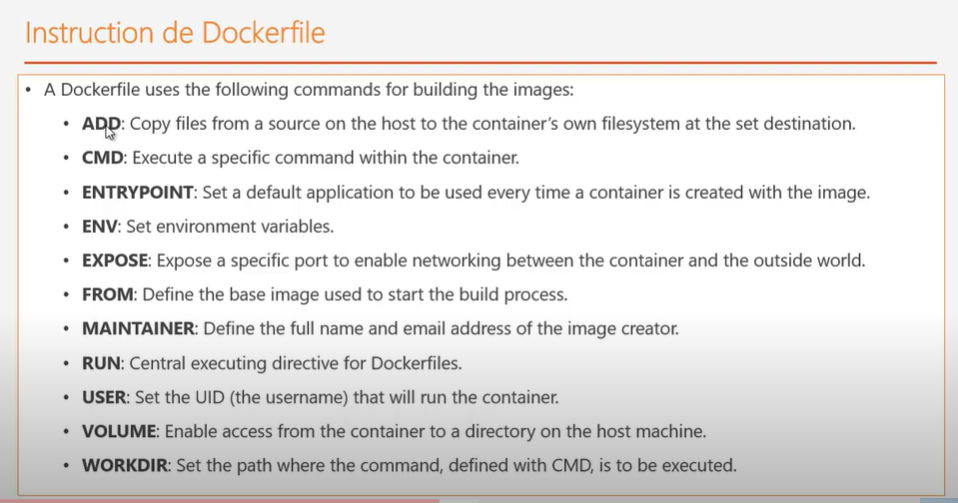 Instruction de Dockerfile
• A Dockerfile uses the following commands for building the images:
• ADD: Copy files from a source on the host to the container's own filesystem at the set destination.
• CMD: Execute a specific command within the container.
• ENTRYPOINT: Set a default application to be used every time a container is created with the image.
• ENV: Set environment variables.
• EXPOSE: Expose a specific port to enable networking between the container and the outside world.
• FROM: Define the base image used to start the build process.
• MAINTAINER: Define the full name and email address of the image creator.
• RUN: Central executing directive for Dockerfiles.
• USER: Set the UID (the username) that will run the container.
• VOLUME: Enable access from the container to a directory on the host machine.
• WORKDIR: Set the path where the command, defined with CMD, is to be executed.